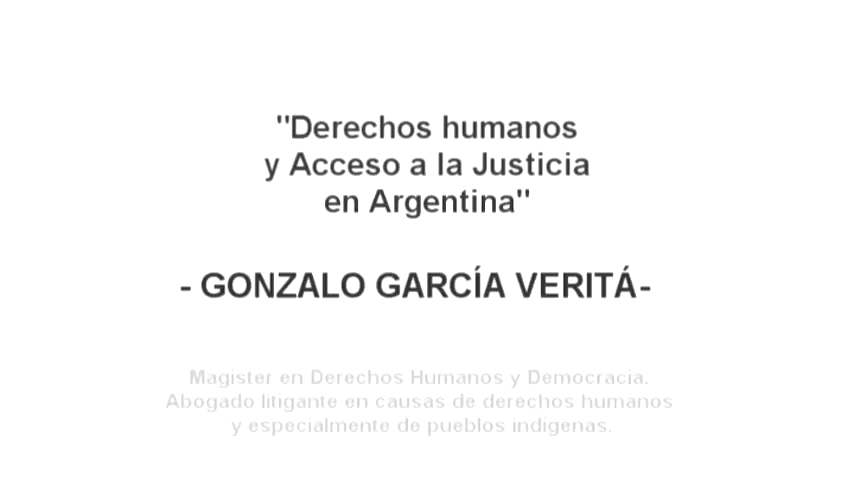 "Derechos humanos
y Acceso a la Justicia
en Argentina"
- GONZALO GARCÍA VERITÁ-
Magister en Derechos Humanos y Democracia.
Abogado litigante en causas de derechos humanos
y especialmente de pueblos indigenas.